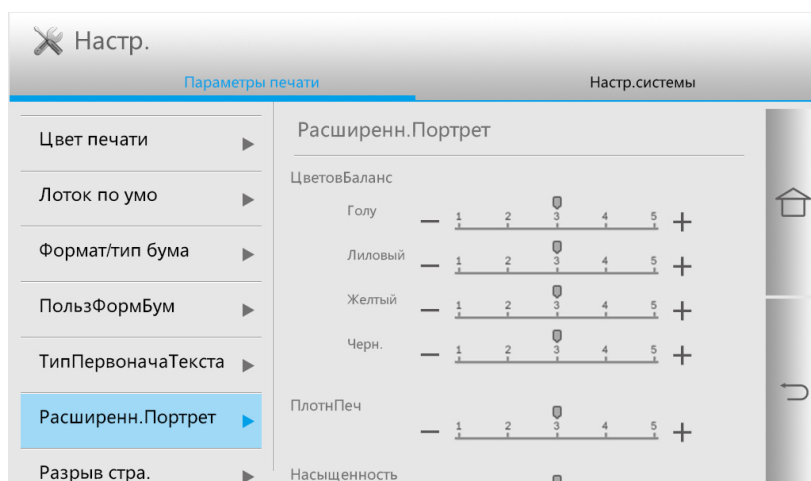 Настр.
Параметры печати
Настр.системы
Цвет печати
Лоток по умо
Формат/тип бума
ПользФормБум
ТипПервоначаТекста
Расширенн.Портрет
Разрыв стра.
Расширенн.Портрет
ЦветовБаланс
Голу
1 2 3 4 5
Лиловый
1 2 3 4 5
Желтый
1 2 3 4 5
Черн.
1 2 3 4 5
ПлотнПеч
1 2 3 4 5
Насыщенность